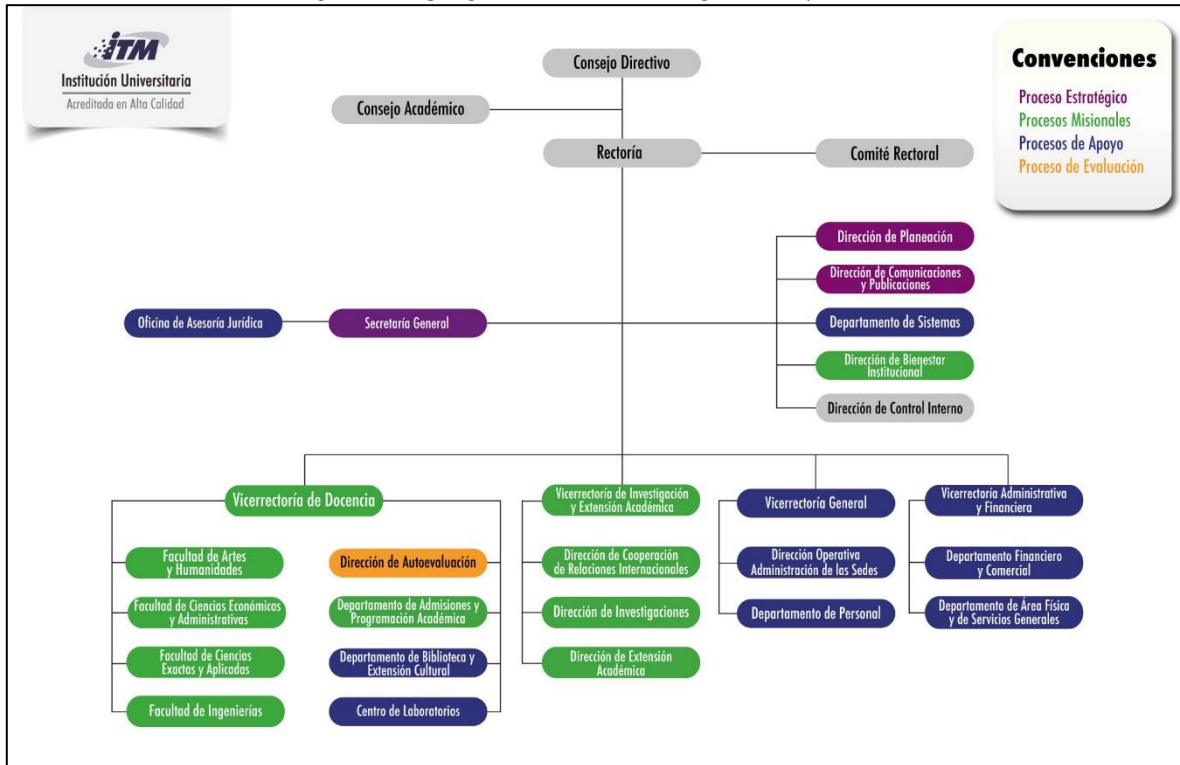 iTM
Institución Universitaria
Acreditada en Alta Calidad
Convenciones
Proceso Estratégico
Procesos Misionales
Procesos de Apoyo
Proceso de Evaluación
Consejo Directivo
Consejo Académico
Rectoría
Comité Rectoral
Dirección de Planeación
Dirección de Comunicaciones
y Publicaciones
Oficina de Asesoría Jurídica
Secretaría General
Departamento de Sistemas
Dirección de Bienestar
Institucional
Dirección de Control Interno
Vicerrectoría de Docencia
Facultad de Artes
y Humanidades
Facultad de Ciencias Económicas
y Administrativas
Facultad de Ciencias
Exactas y Aplicadas
Facultad de Ingenierías
Dirección de Autoevaluación
Departamento de Admisiones y
Programación Académica
Departamento de Biblioteca y
Extensión Cultural
Centro de Laboratorios
Vicerrectoría de Investigación
y Extensión Académica
Dirección de Cooperación
de Relaciones Internacionales
Dirección de Investigaciones
Dirección de Extensión
Académica
Vicerrectoría General
Dirección Operativa
Administración de las Sedes
Departamento de Personal
Vicerrectoría Administrativa
y Financiera
Departamento Financiero
y Comercial
Departamento de Área Física
y de Servicios Generales